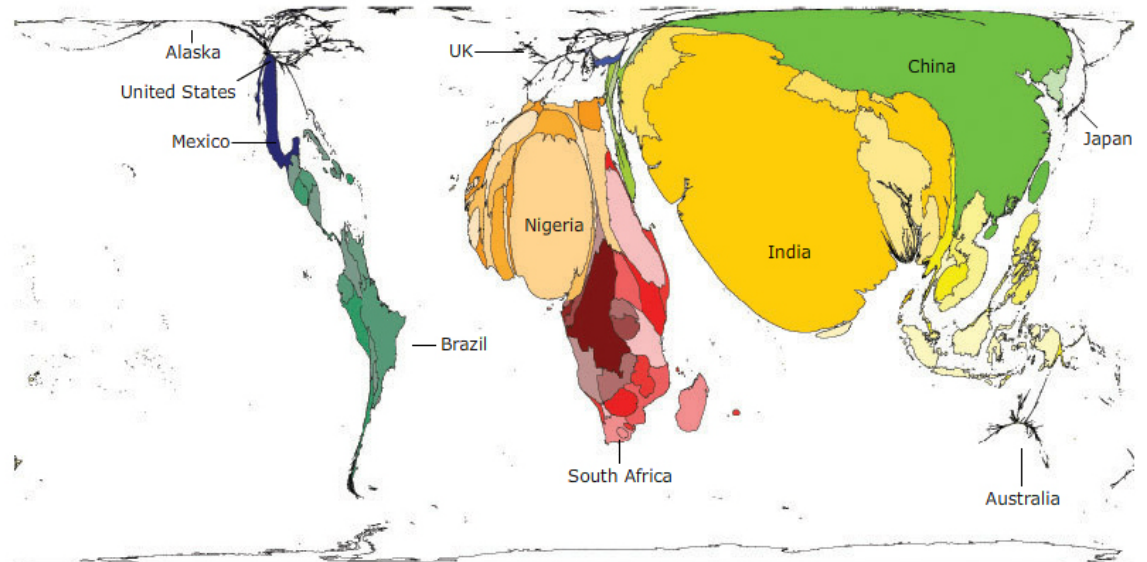 Alaska
UK
China
United States
Mexico
Japan
Nigeria
India
Brazil
South Africa
Australia